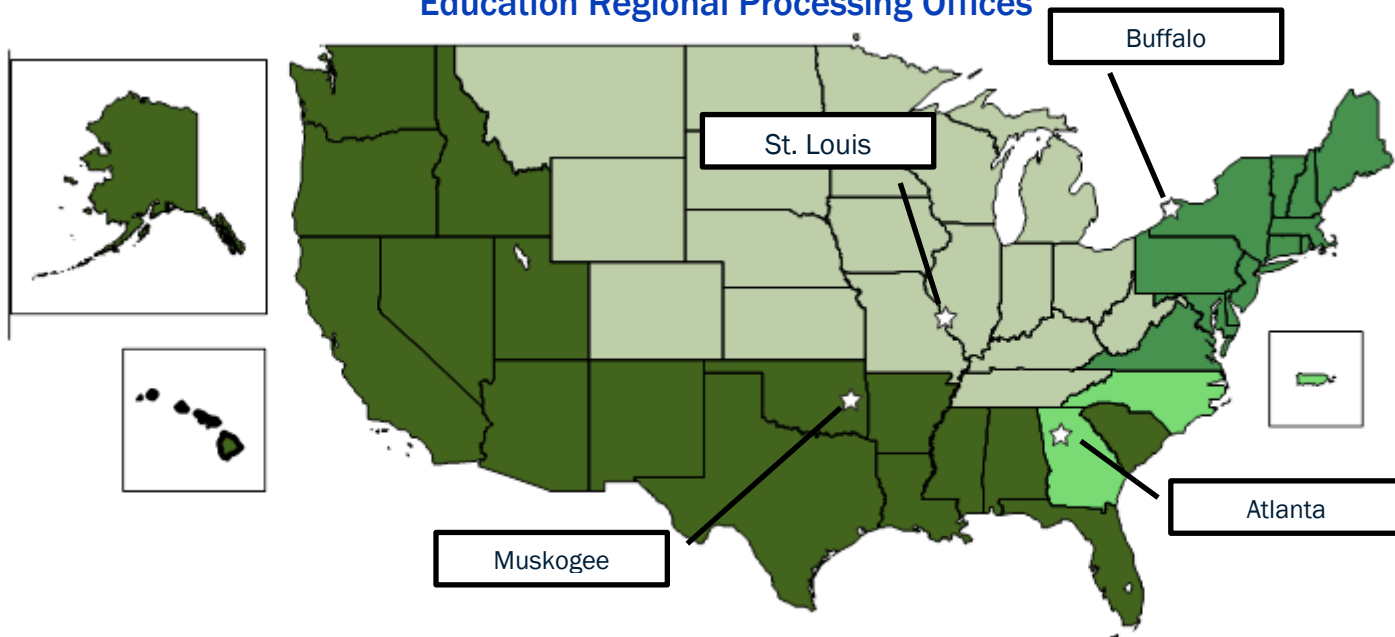 Education Regional Processing Offices
Buffalo
St. Louis
Atlanta
Muskogee